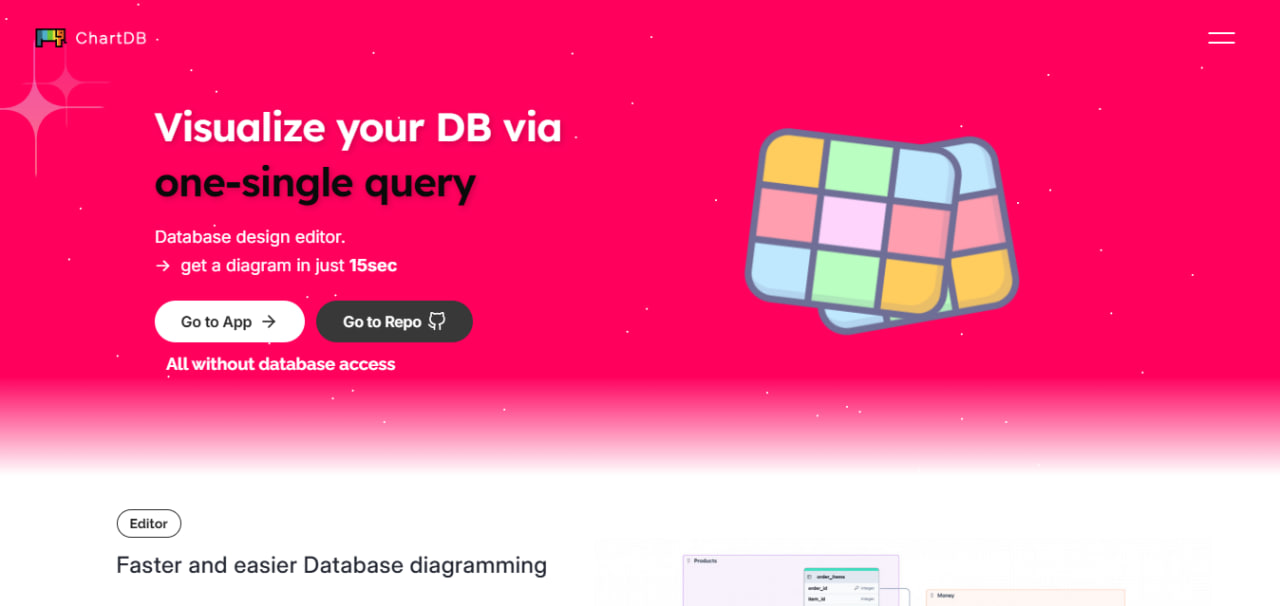 ChartDB
Visualize your DB via
one-single query
Database design editor.
→ get a diagram in just 15sec
Go to App →
Go to Repo
All without database access
Editor
Faster and easier Database diagramming
Products
order_items
order_id integer
item_id integer
Money